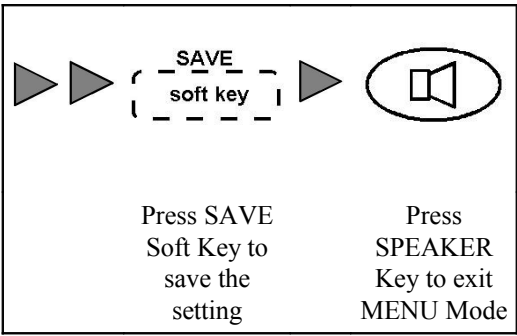 SAVE
soft key
Press SAVE
Soft Key to
save the
setting
Press
SPEAKER
Key to exit
MENU Mode